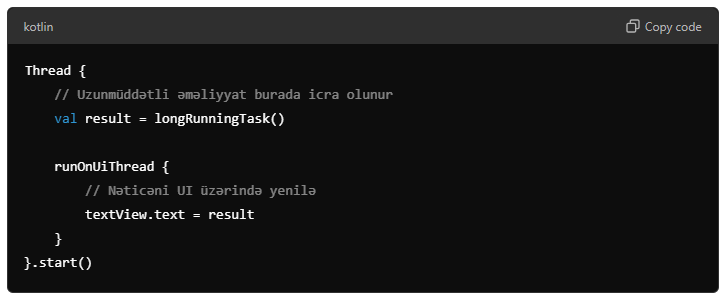 kotlin
Copy code
Thread {
    // Uzunmüddətli əməliyyat burada icra olunur
    val result = longRunningTask()
    runOnUiThread {
        // Nəticəni UI üzərində yenilə
        textView.text = result
    }
}.start()